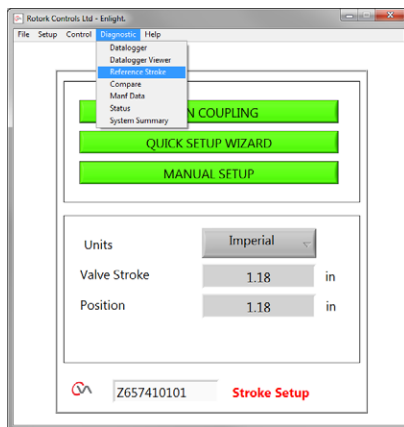 Rotork Controls Ltd - Enlight.
File Setup Control Diagnostic Help
Datalogger
Datalogger Viewer
Reference Stroke
Compare
Manf Data
Status
System Summary
N COUPLING
QUICK SETUP WIZARD
MANUAL SETUP
Units Imperial
Valve Stroke 1.18 in
Position 1.18 in
Z657410101 Stroke Setup